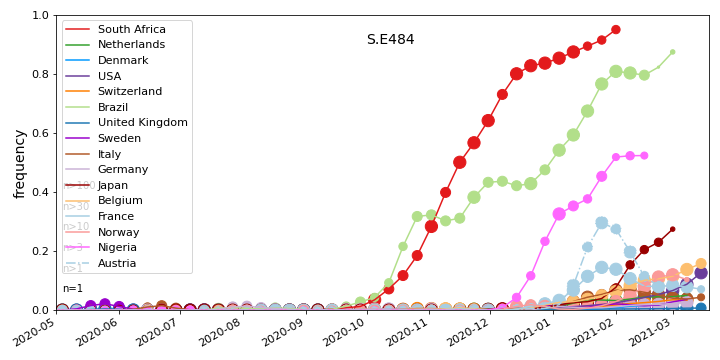 1.0
0.8
0.6
0.4
0.2
0.0
frequency
S.E484
South Africa
Netherlands
Denmark
USA
Switzerland
Brazil
United Kingdom
Sweden
Italy
Germany
Japan
Belgium
France
Norway
Nigeria
Austria
n>100
n>30
n>10
n>3
n>1
n=1
2020-05
2020-06
2020-07
2020-08
2020-09
2020-10
2020-11
2020-12
2021-01
2021-02
2021-03